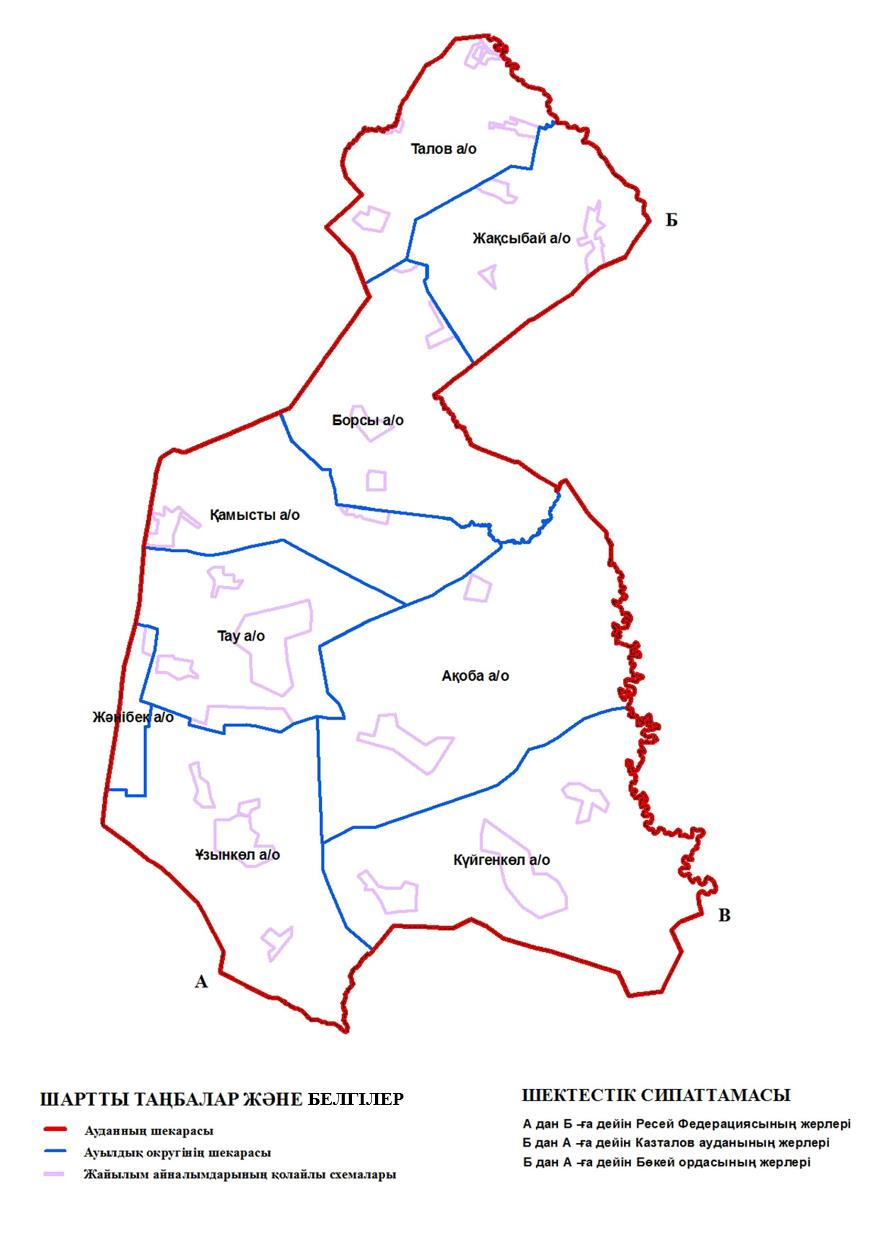 Талов а/о
Б
Жақсыбай а/о
Борсы а/о
Қамысты а/о
Тау а/о
Ақоба а/о
Жәнібек а/о
Ұзынкөл а/о
Күйгенкөл а/о
В
А
ШАРТТЫ ТАҢБАЛАР ЖӘНЕ БЕЛГІЛЕР
Ауданның шекарасы
Ауылдық округінің шекарасы
Жайылым айналымдарының қолайлы схемалары
ШЕКТЕСТІК СИПАТТАМАСЫ
А дан Б –ға дейін Ресей Федерациясының жерлері
Б дан А –ға дейін Казталов ауданының жерлері
Б дан А –ға дейін Бөкей ордасының жерлері